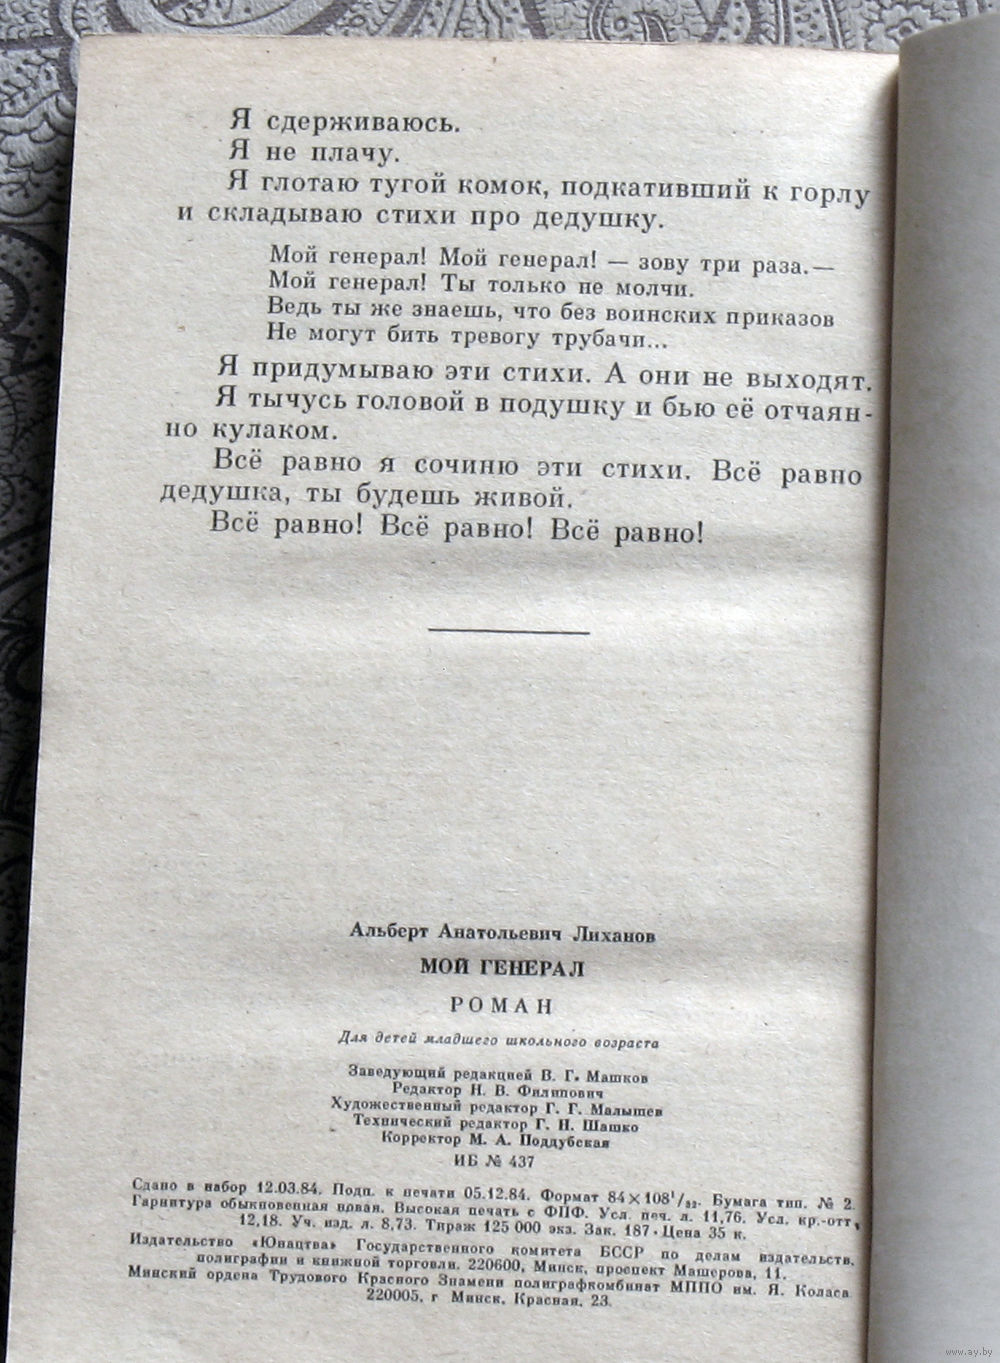 Я сдерживаюсь.
Я не плачу.
Я глотаю тугой комок, подкативший к горлу
и складываю стихи про дедушку.
Мой генерал! Мой генерал! — зову три раза.—
Мой генерал! Ты только не молчи.
Ведь ты же знаешь, что без воинских приказов
Не могут бить тревогу трубачи...
Я придумываю эти стихи. А они не выходят.
Я тычусь головой в подушку и бью её отчаян-
но кулаком.
Всё равно я сочиню эти стихи. Всё равно
дедушка, ты будешь живой.
Всё равно! Всё равно! Всё равно!
Альберт Анатольевич Лиханов
МОЙ ГЕНЕРАЛ
РОМАН
Для детей младшего школьного возраста
Заведующий редакцией В. Г. Машков
Редактор Н. В. Филипович
Художественный редактор Г. Г. Малышев
Технический редактор Г. Н. Шашко
Корректор М. А. Поддубская
ИБ № 437
Сдано в набор 12.03.84. Подп. к печати 05.12.84. Формат 84×108¹/₃₂. Бумага тип. № 2.
Гарнитура обыкновенная новая. Высокая печать с ФПФ. Усл. печ. л. 11,76. Усл. кр.-отт,
12,18. Уч. изд. л. 8,73. Тираж 125 000 экз. Зак. 187. Цена 35 к.
Издательство «Юнацтва» Государственного комитета БССР по делам издательств,
полиграфии и книжной торговли. 220600, Минск, проспект Машерова, 11.
Минский ордена Трудового Красного Знамени полиграфкомбинат МППО им. Я. Коласа
220005, г Минск, Красная, 23.
www.ay.by